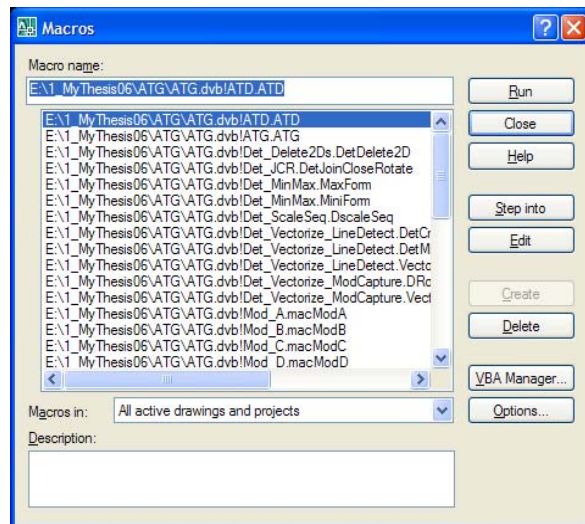 Macros
Macro name:
E:\1_MyThesis06\ATG\ATG.dvb!ATD.ATD
E:\1_MyThesis06\ATG\ATG.dvb!ATD.ATD
E:\1_MyThesis06\ATG\ATG.dvb!ATG.ATG
E:\1_MyThesis06\ATG\ATG.dvb!Det_Delete2Ds.DetDelete2D
E:\1_MyThesis06\ATG\ATG.dvb!Det_JCR.DetJoinCloseRotate
E:\1_MyThesis06\ATG\ATG.dvb!Det_MinMax.MaxForm
E:\1_MyThesis06\ATG\ATG.dvb!Det_MinMax.MiniForm
E:\1_MyThesis06\ATG\ATG.dvb!Det_ScaleSeq.DscaleSeq
E:\1_MyThesis06\ATG\ATG.dvb!Det_Vectorize_LineDetect.DetCr
E:\1_MyThesis06\ATG\ATG.dvb!Det_Vectorize_LineDetect.DetM
E:\1_MyThesis06\ATG\ATG.dvb!Det_Vectorize_LineDetect.Vecto
E:\1_MyThesis06\ATG\ATG.dvb!Det_Vectorize_ModCapture.DRo
E:\1_MyThesis06\ATG\ATG.dvb!Det_Vectorize_ModCapture.Vect
E:\1_MyThesis06\ATG\ATG.dvb!Mod_A.macModA
E:\1_MyThesis06\ATG\ATG.dvb!Mod_B.macModB
E:\1_MyThesis06\ATG\ATG.dvb!Mod_C.macModC
E:\1_MyThesis06\ATG\ATG.dvb!Mod_D.macModD
Macros in:
All active drawings and projects
Description:
Run
Close
Help
Step into
Edit
Create
Delete
VBA Manager...
Options...